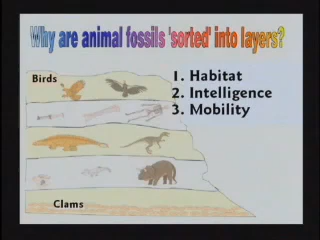 Why are animal fossils 'sorted' into layers?
Birds
1. Habitat
2. Intelligence
3. Mobility
Clams